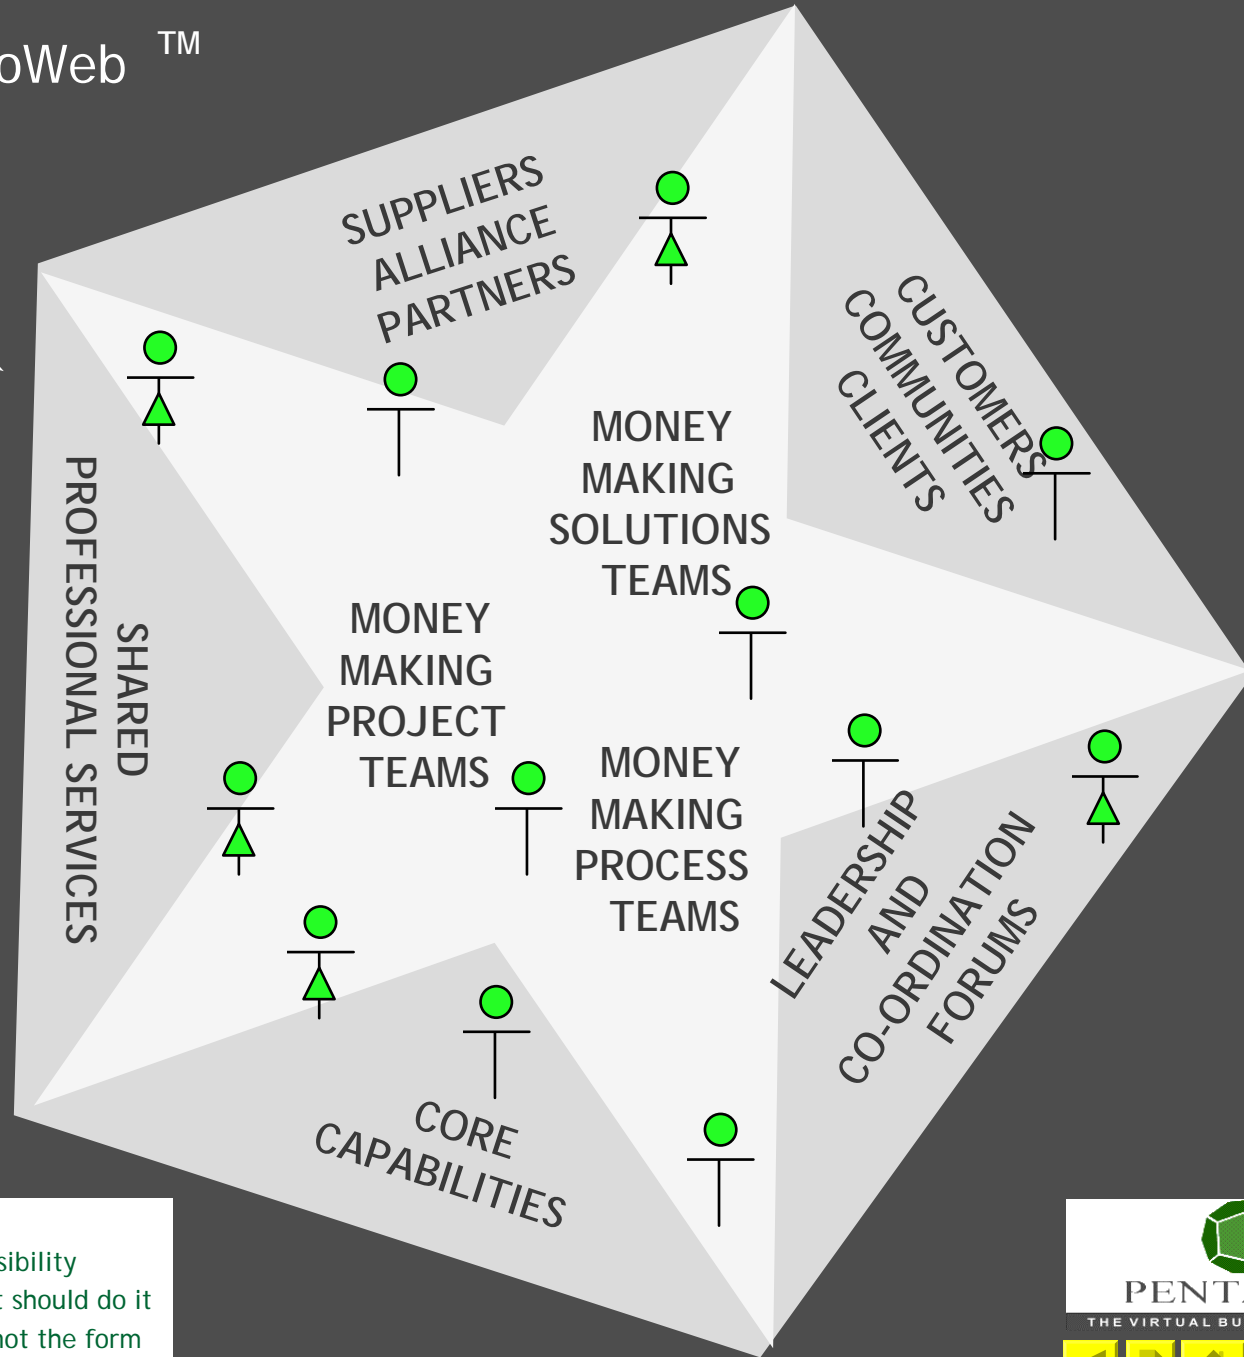 oWeb TM
SUPPLIERS
ALLIANCE
PARTNERS
CUSTOMERS
COMMUNITIES
CLIENTS
MONEY
MAKING
SOLUTIONS
TEAMS
SHARED
PROFESSIONAL SERVICES
MONEY
MAKING
PROJECT
TEAMS
MONEY
MAKING
PROCESS
TEAMS
LEADERSHIP
AND
CO-ORDINATION
FORUMS
CORE
CAPABILITIES
sibility
t should do it
not the form
PENT
THE VIRTUAL BU